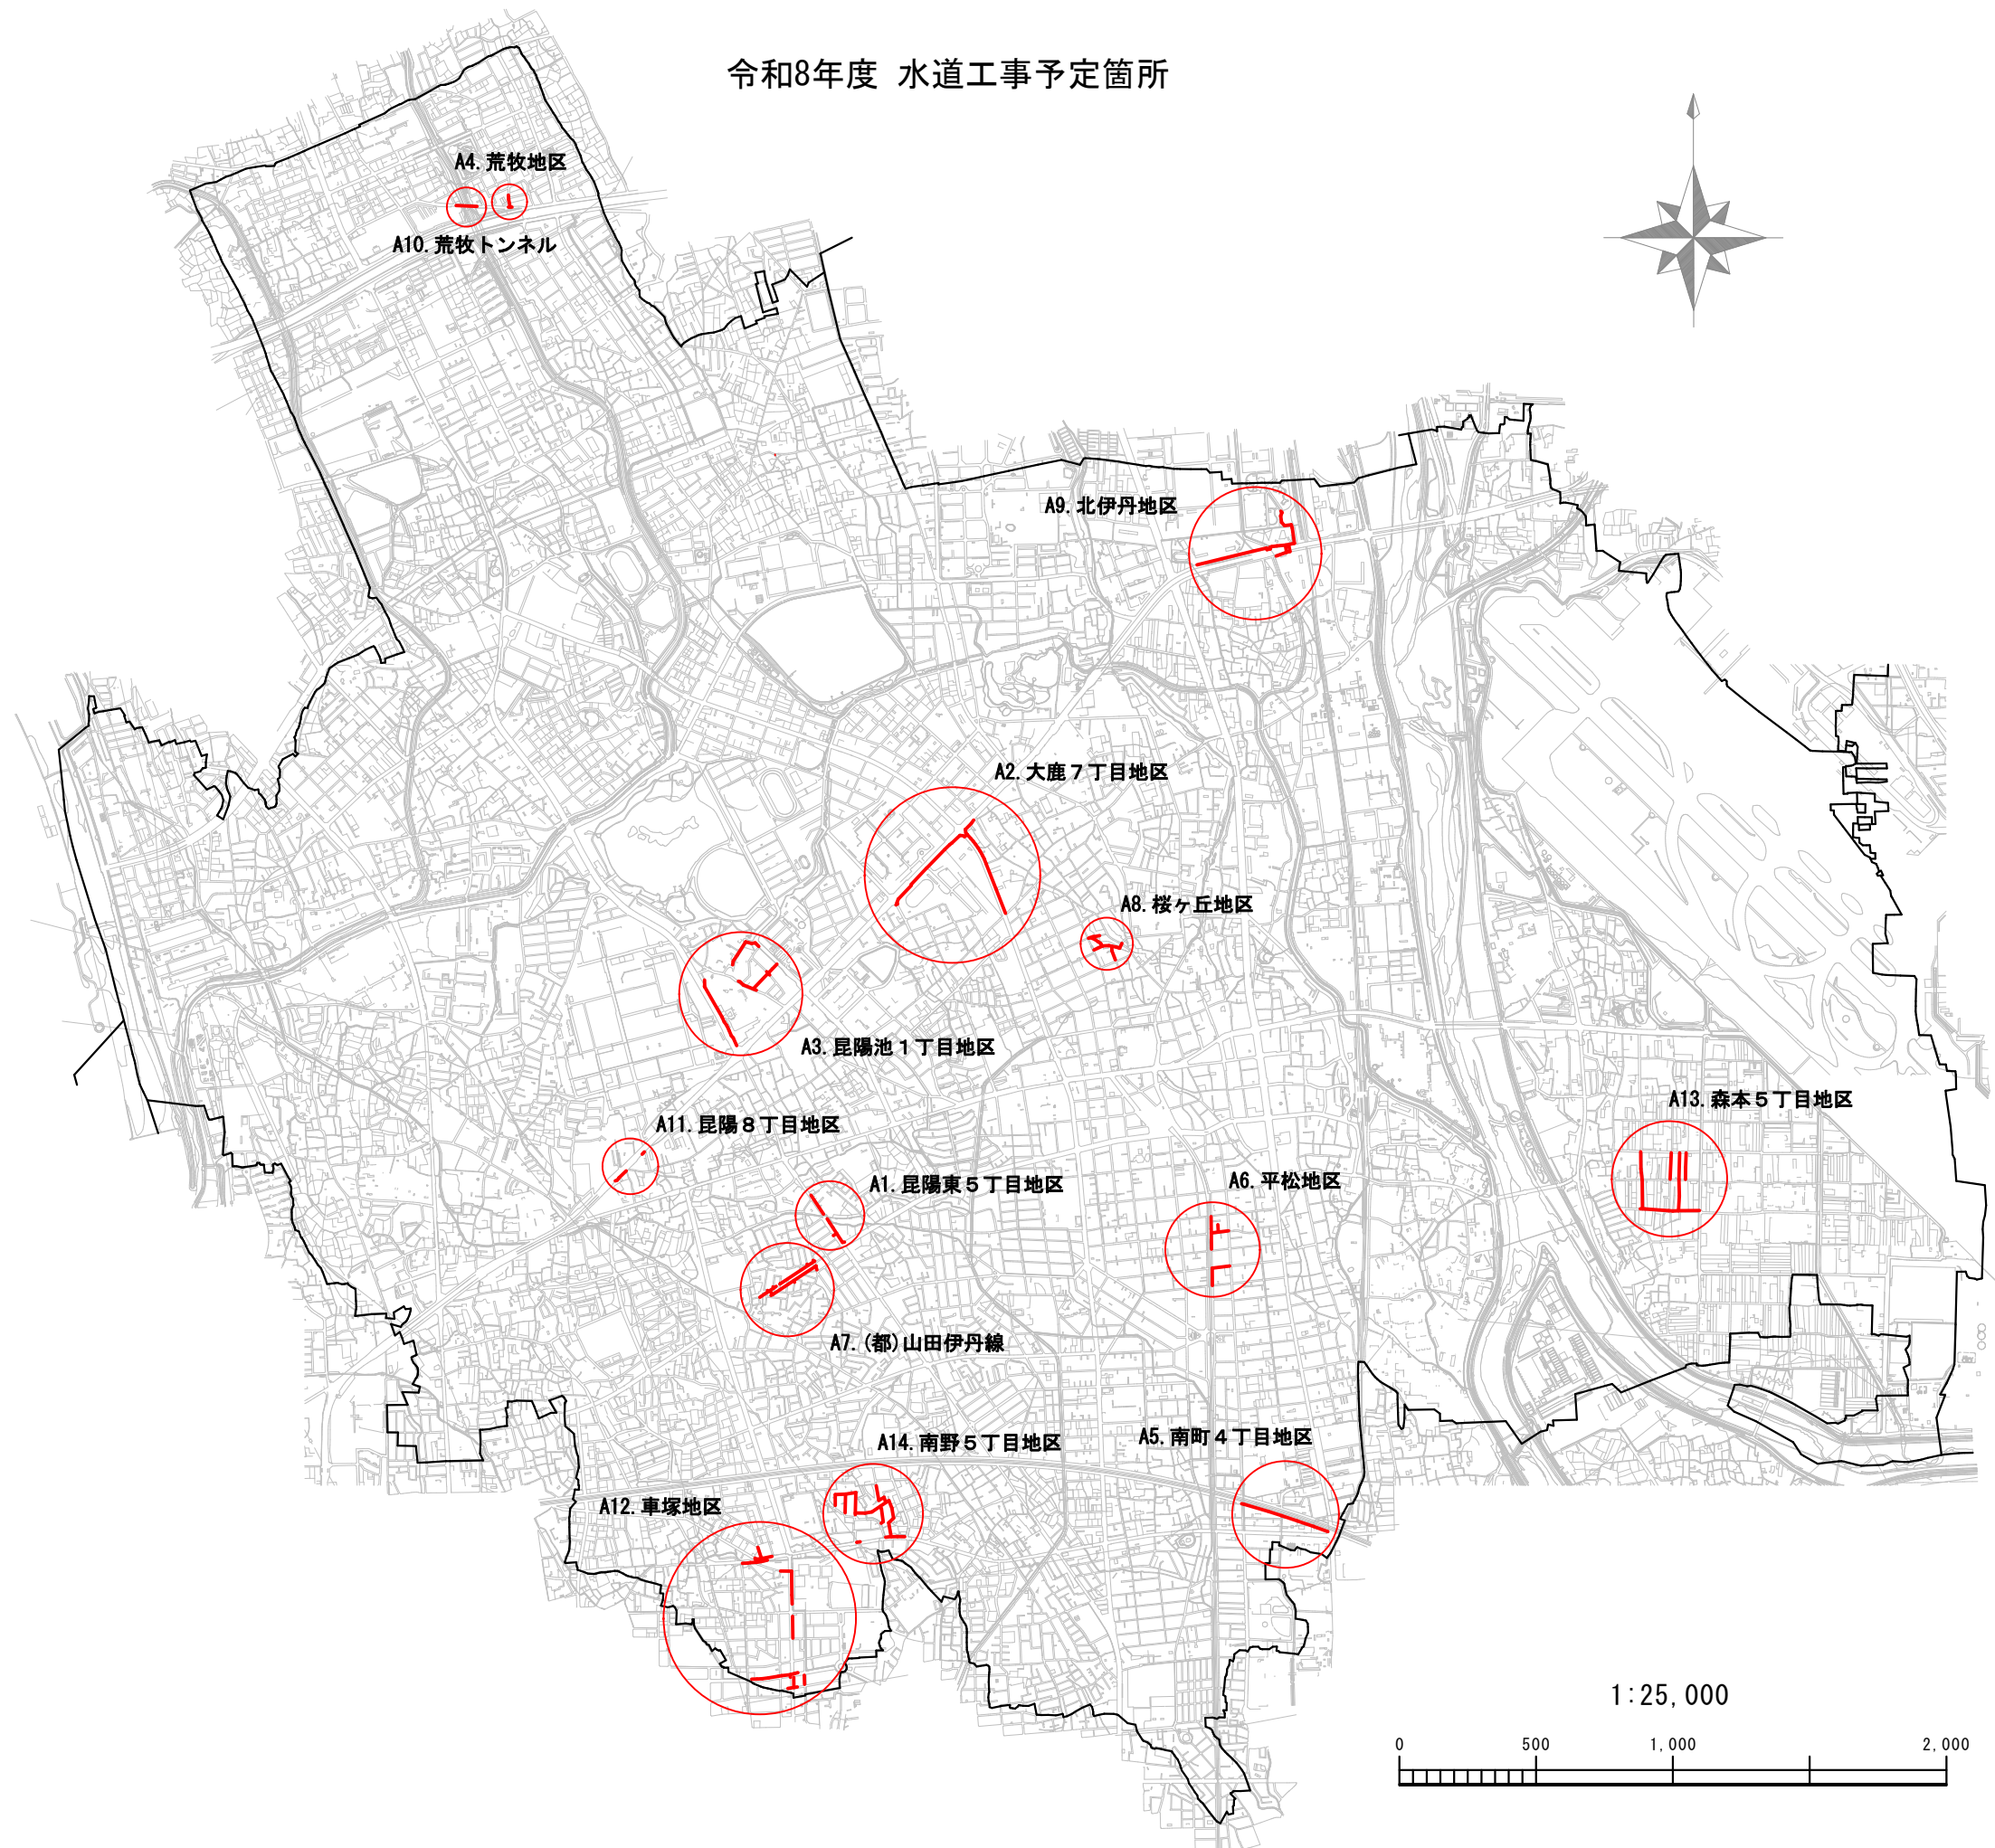 令和8年度 水道工事予定箇所
A4.荒牧地区
A10.荒牧トンネル
A9.北伊丹地区
A2.大鹿７丁目地区
A8.桜ヶ丘地区
A3.昆陽池１丁目地区
A13.森本５丁目地区
A11.昆陽８丁目地区
A1.昆陽東５丁目地区
A6.平松地区
A7.(都)山田伊丹線
A14.南野５丁目地区
A5.南町４丁目地区
A12.車塚地区
1:25,000
0 500 1,000 2,000